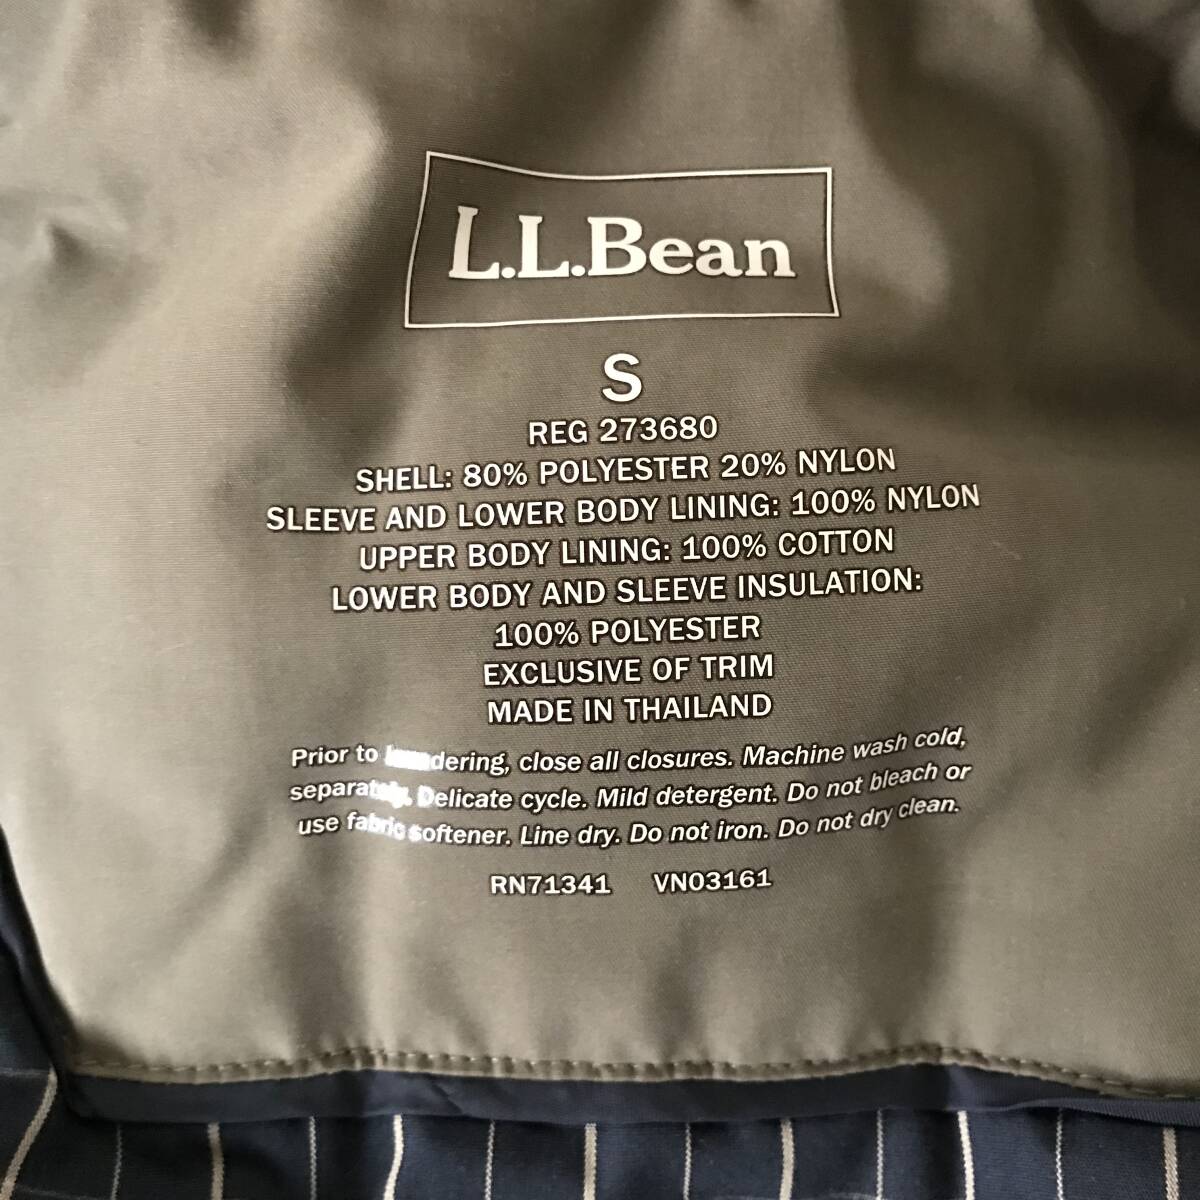 L.L.Bean
S
REG 273680
SHELL: 80% POLYESTER 20% NYLON
SLEEVE AND LOWER BODY LINING: 100% NYLON
UPPER BODY LINING: 100% COTTON
LOWER BODY AND SLEEVE INSULATION:
100% POLYESTER
EXCLUSIVE OF TRIM
MADE IN THAILAND
Prior to laundering, close all closures. Machine wash cold,
separately. Delicate cycle. Mild detergent. Do not bleach or
use fabric softener. Line dry. Do not iron. Do not dry clean.
RN71341 VN03161